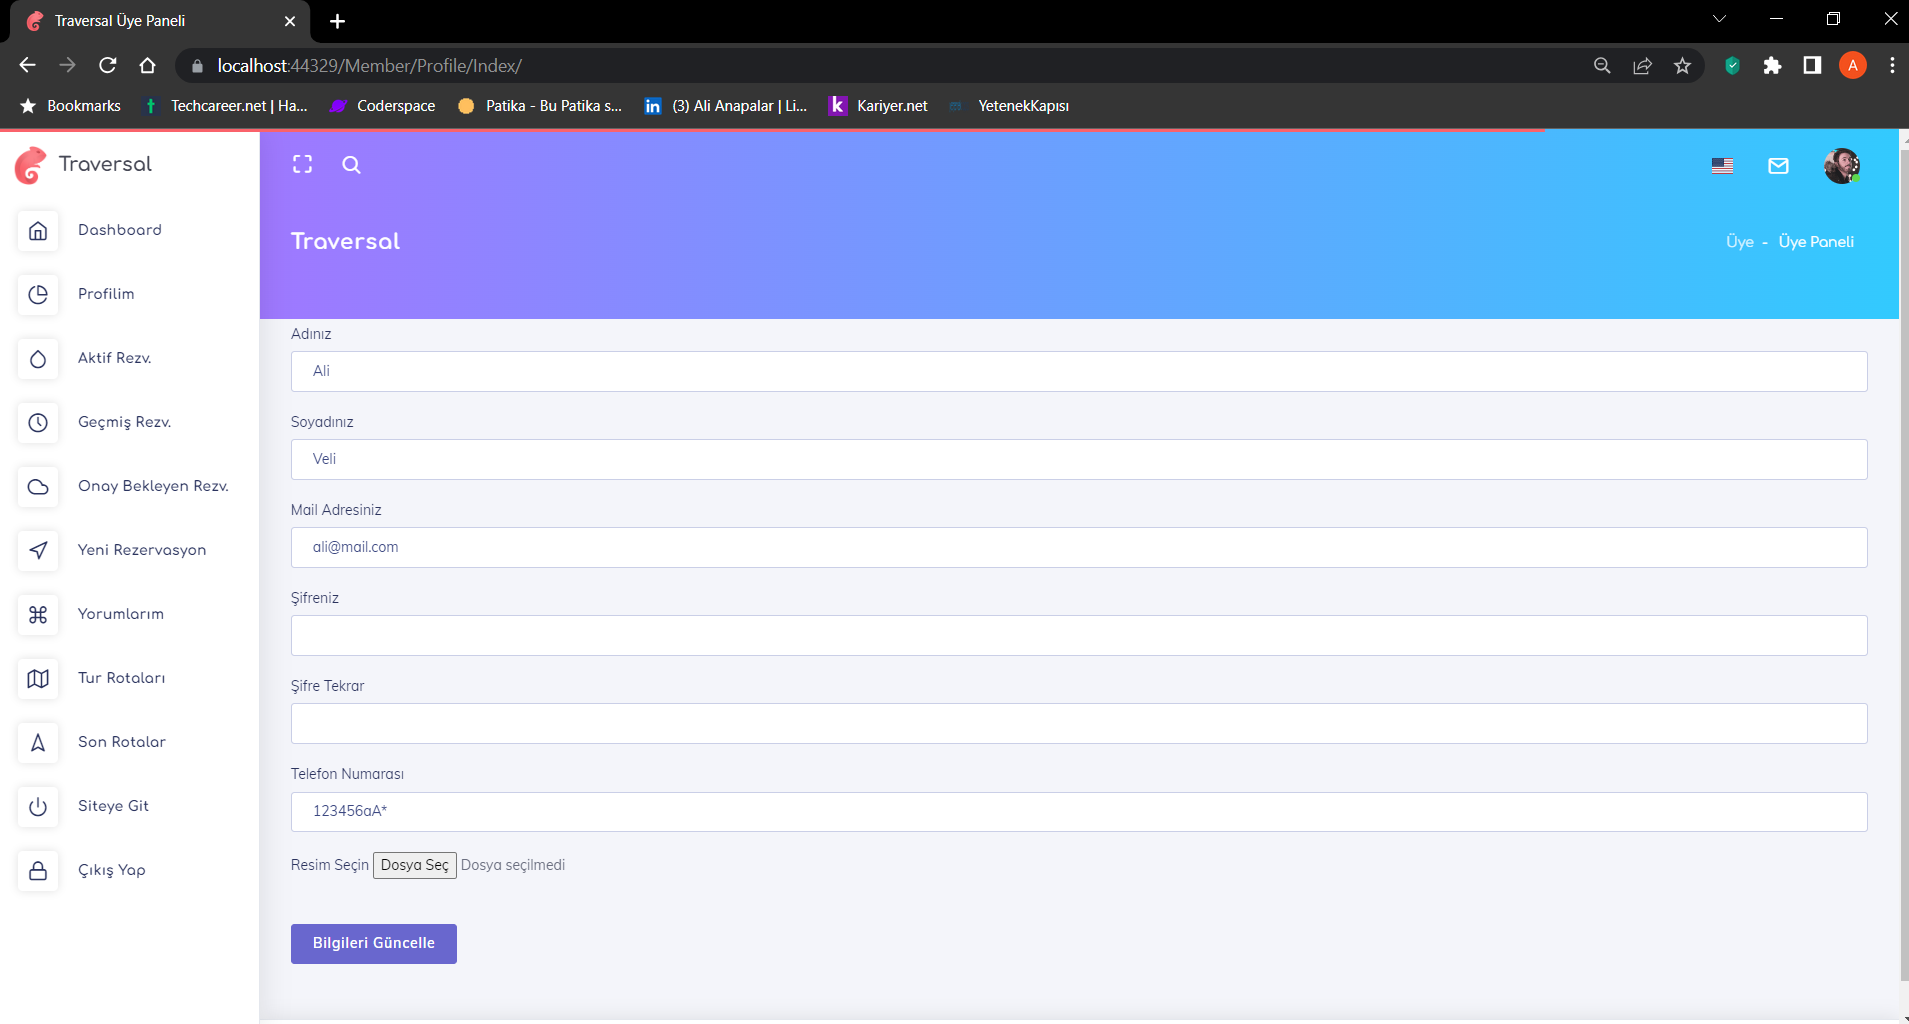 Traversal Üye Paneli
localhost:44329/Member/Profile/Index/
A
Bookmarks
t Techcareer.net | Ha...
Coderspace
Patika - Bu Patika s...
in (3) Ali Anapalar | Li...
k Kariyer.net
YetenekKapısı
Traversal
Dashboard
Profilim
Aktif Rezv.
Geçmiş Rezv.
Onay Bekleyen Rezv.
Yeni Rezervasyon
Yorumlarım
Tur Rotaları
Son Rotalar
Siteye Git
Çıkış Yap
Traversal
Üye - Üye Paneli
Adınız
Ali
Soyadınız
Veli
Mail Adresiniz
ali@mail.com
Şifreniz
Şifre Tekrar
Telefon Numarası
123456aA*
Resim Seçin Dosya Seç Dosya seçilmedi
Bilgileri Güncelle